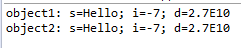 object1: s=Hello; i=-7; d=2.7E10
object2: s=Hello; i=-7; d=2.7E10